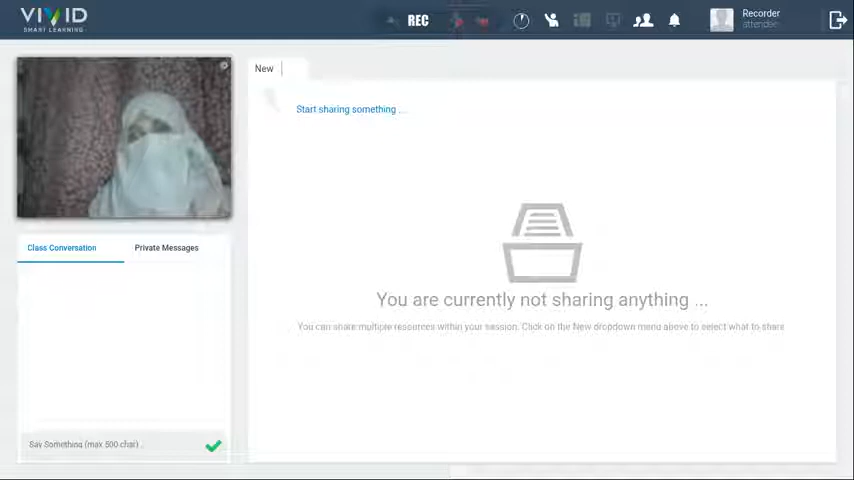 VIVID
SMART LEARNING
REC
Recorder
attendee
New
Start sharing something ...
You are currently not sharing anything ...
You can share multiple resources within your session. Click on the New dropdown menu above to select what to share
Class Conversation
Private Messages
Say Something (max 500 char) ..